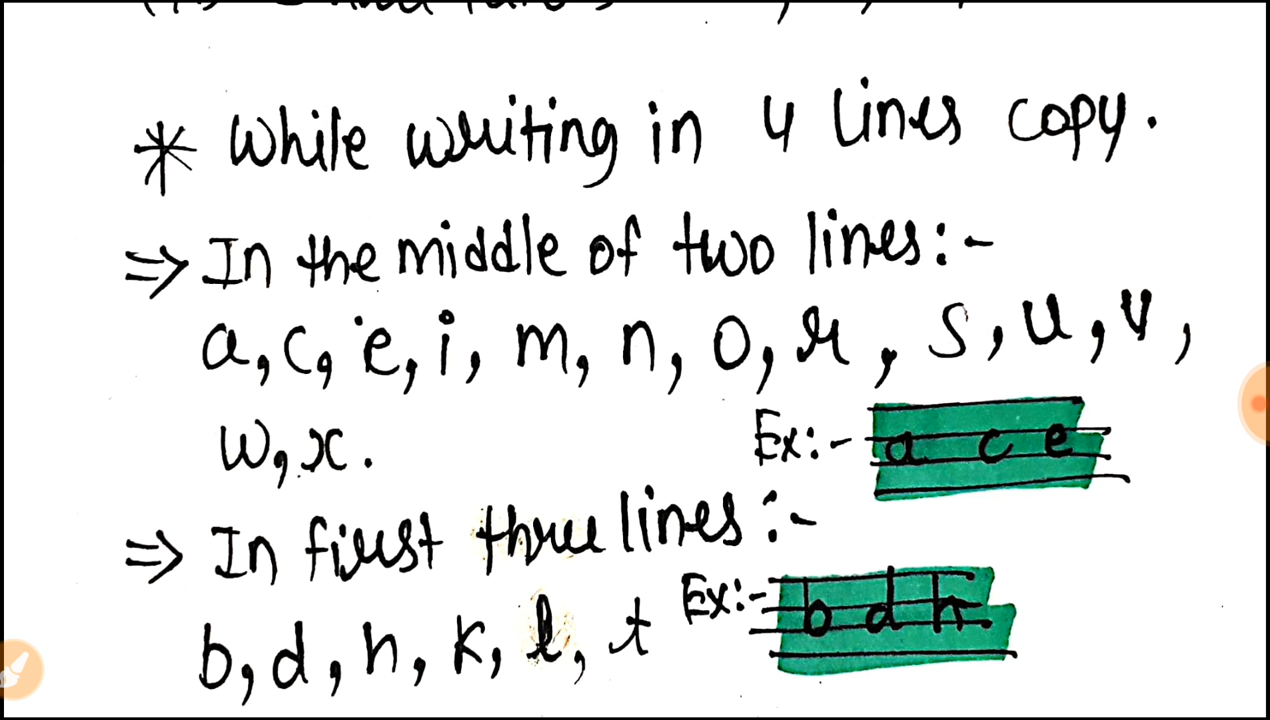 * While writing in 4 lines copy.
=> In the middle of two lines:-
a, c, e, i, m, n, o, r, s, u, v,
w, x.
Ex:- a c e
=> In first three lines:-
b, d, h, k, l, t
Ex:- b d h